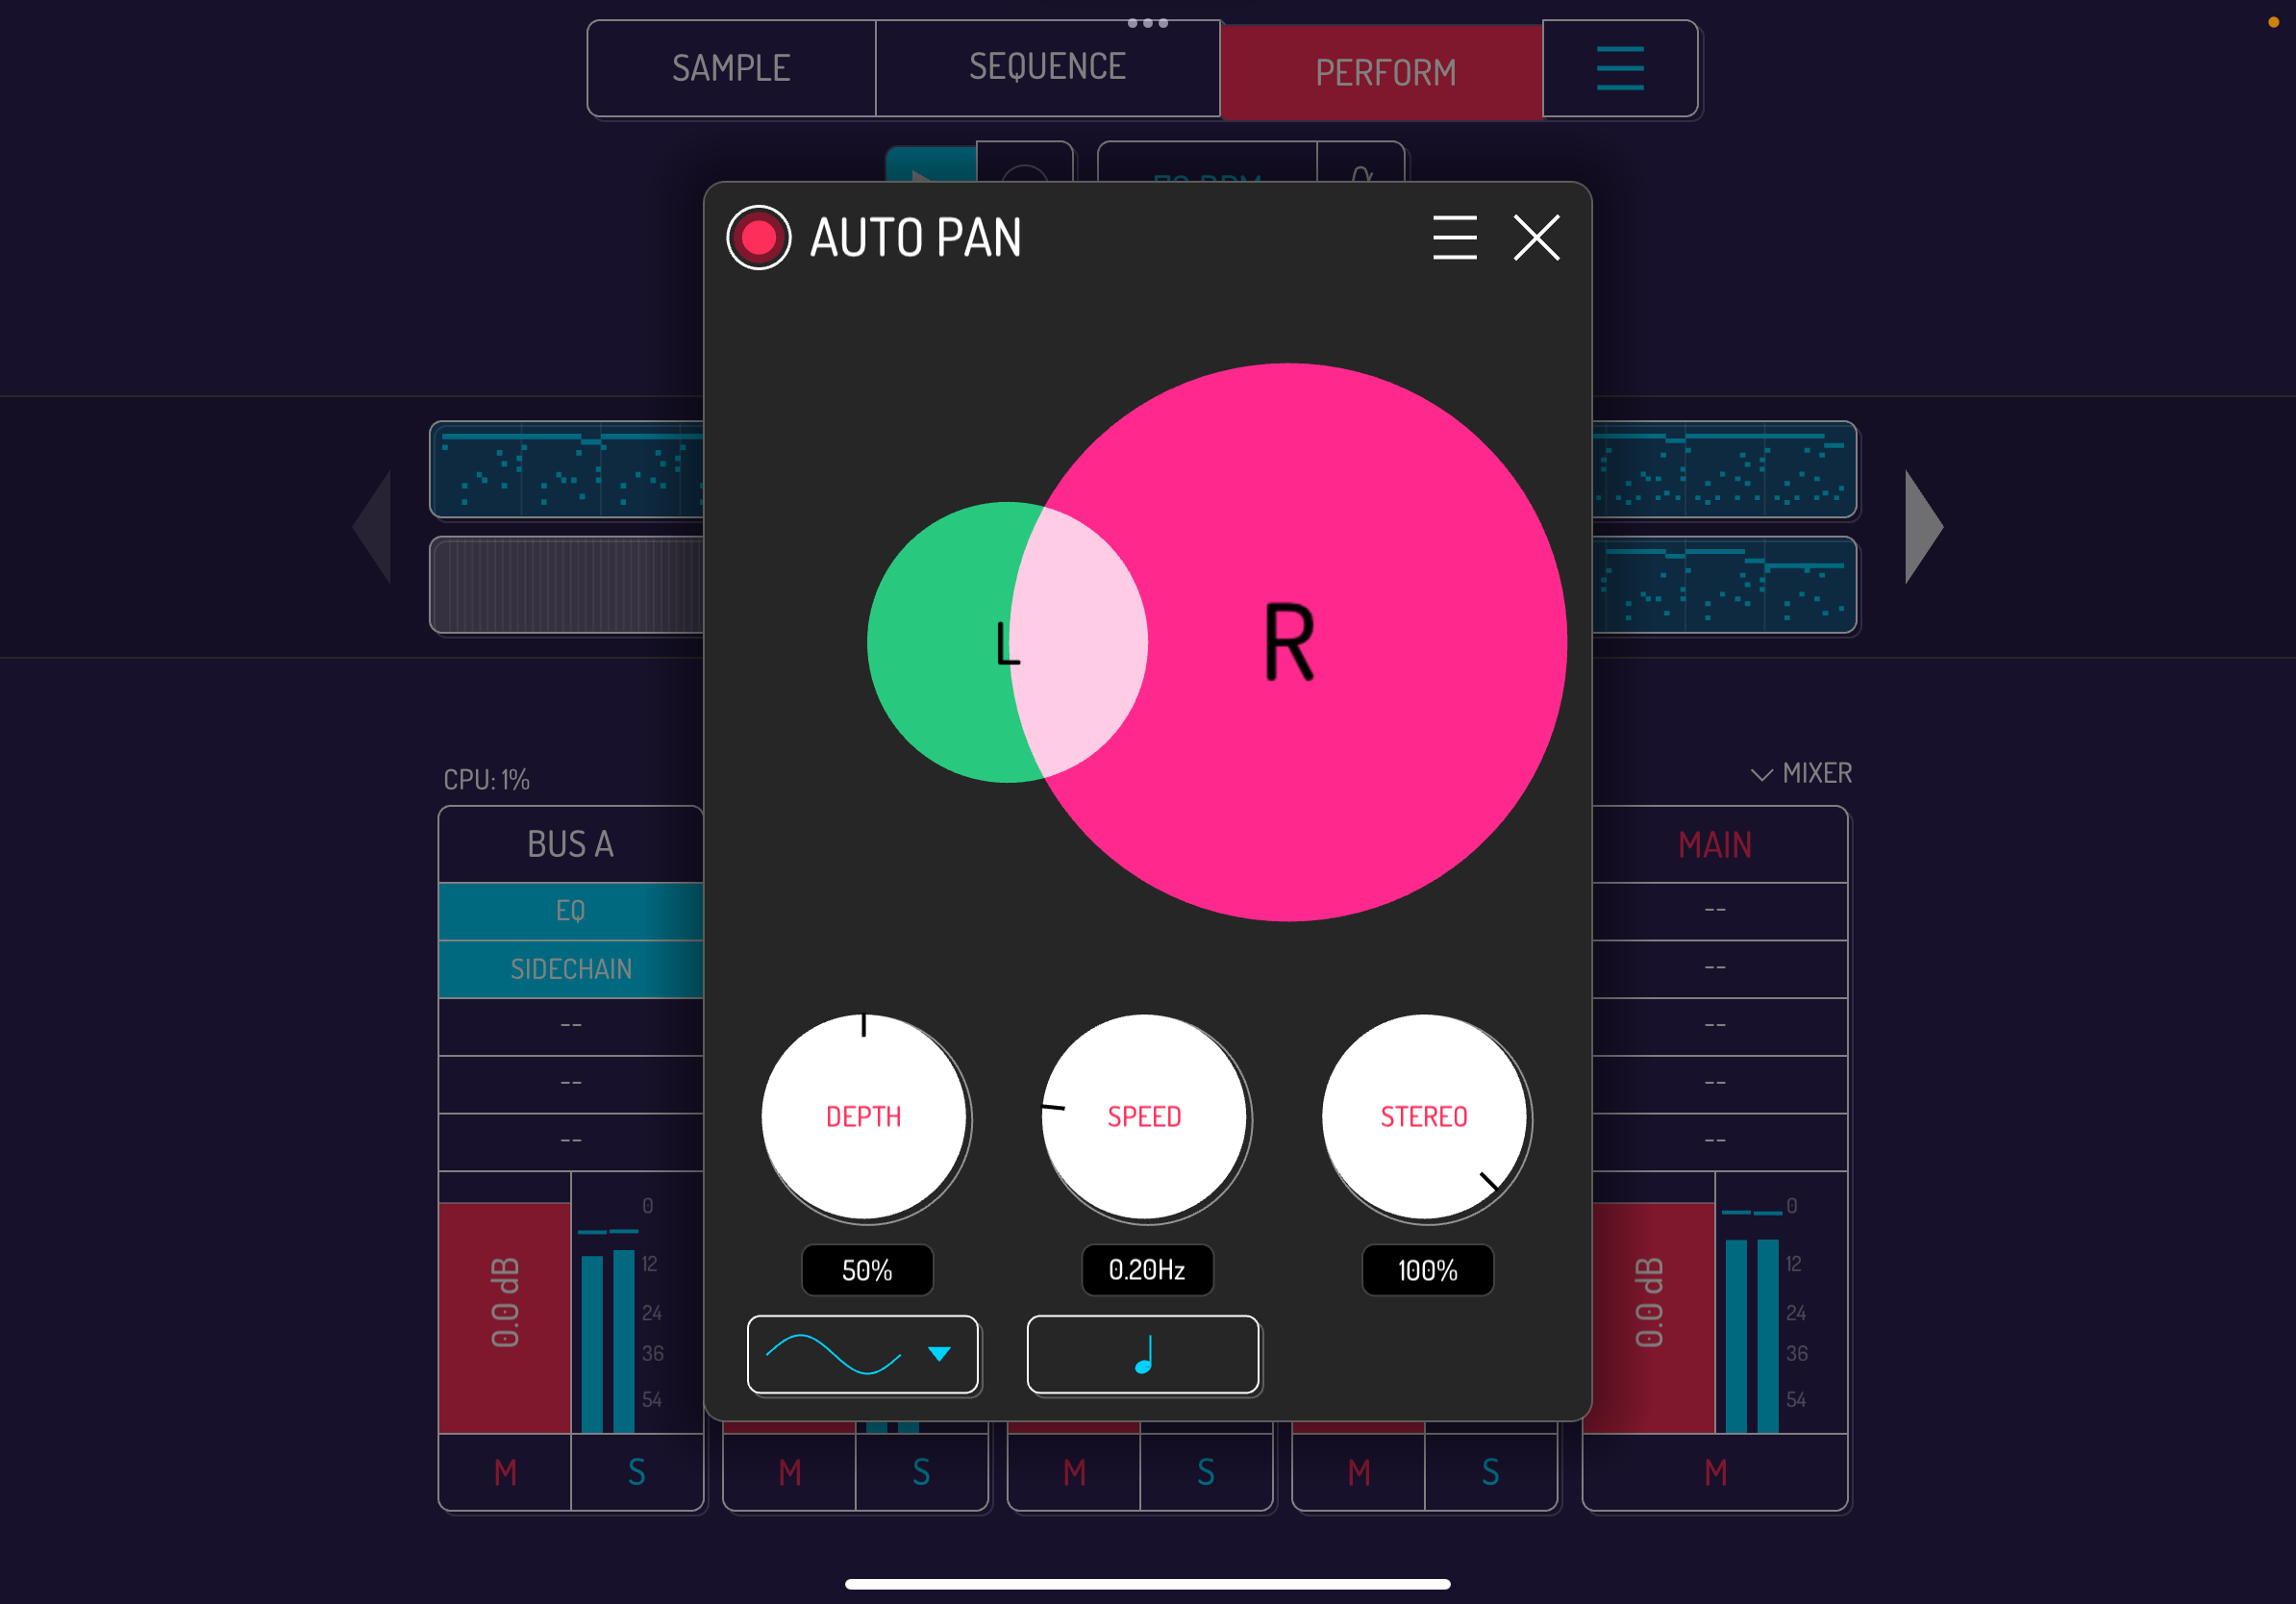 SAMPLE
SEQUENCE
PERFORM
AUTO PAN
L
R
CPU: 1%
MIXER
BUS A
MAIN
EQ
--
SIDECHAIN
--
--
--
--
--
--
--
DEPTH
SPEED
STEREO
0
12
24
36
54
0.0 dB
0
12
24
36
54
0.0 dB
50%
0.20Hz
100%
M
S
M
S
M
S
M
S
M